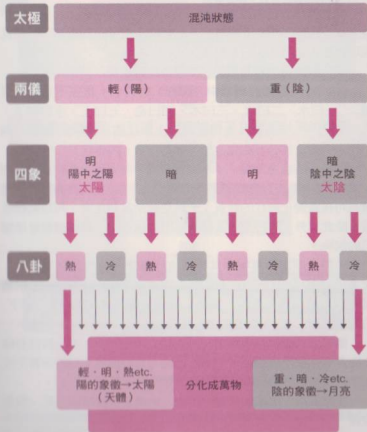 太極
混沌狀態
兩儀
輕（陽）
重（陰）
四象
明
陽中之陽
太陽
暗
明
暗
陰中之陰
太陰
八卦
熱
冷
熱
冷
熱
冷
熱
冷
輕·明·熱etc.
陽的象徵→太陽
（天體）
分化成萬物
重·暗·冷etc.
陰的象徵→月亮